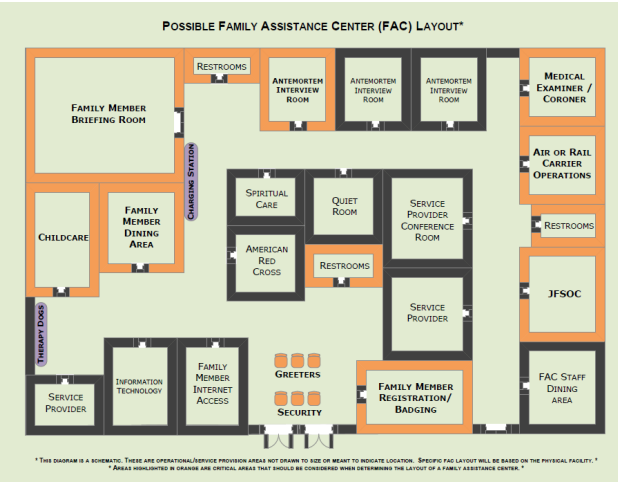 POSSIBLE FAMILY ASSISTANCE CENTER (FAC) LAYOUT*
RESTROOMS
FAMILY MEMBER
BRIEFING ROOM
ANTEMORTEM
INTERVIEW
ROOM
ANTEMORTEM
INTERVIEW
ROOM
ANTEMORTEM
INTERVIEW
ROOM
MEDICAL
EXAMINER /
CORONER
CHARGING STATION
AIR OR RAIL
CARRIER
OPERATIONS
CHILDCARE
FAMILY
MEMBER
DINING
AREA
SPIRITUAL
CARE
QUIET
ROOM
SERVICE
PROVIDER
CONFERENCE
ROOM
RESTROOMS
AMERICAN
RED
CROSS
RESTROOMS
JFSOC
THERAPY DOGS
SERVICE
PROVIDER
SERVICE
PROVIDER
INFORMATION
TECHNOLOGY
FAMILY
MEMBER
INTERNET
ACCESS
GREETERS
SECURITY
FAMILY MEMBER
REGISTRATION/
BADGING
FAC STAFF
DINING
AREA
* THIS DIAGRAM IS A SCHEMATIC. THESE ARE OPERATIONAL/SERVICE PROVISION AREAS NOT DRAWN TO SIZE OR MEANT TO INDICATE LOCATION. SPECIFIC FAC LAYOUT WILL BE BASED ON THE PHYSICAL FACILITY. *
* AREAS HIGHLIGHTED IN ORANGE ARE CRITICAL AREAS THAT SHOULD BE CONSIDERED WHEN DETERMINING THE LAYOUT OF A FAMILY ASSISTANCE CENTER. *